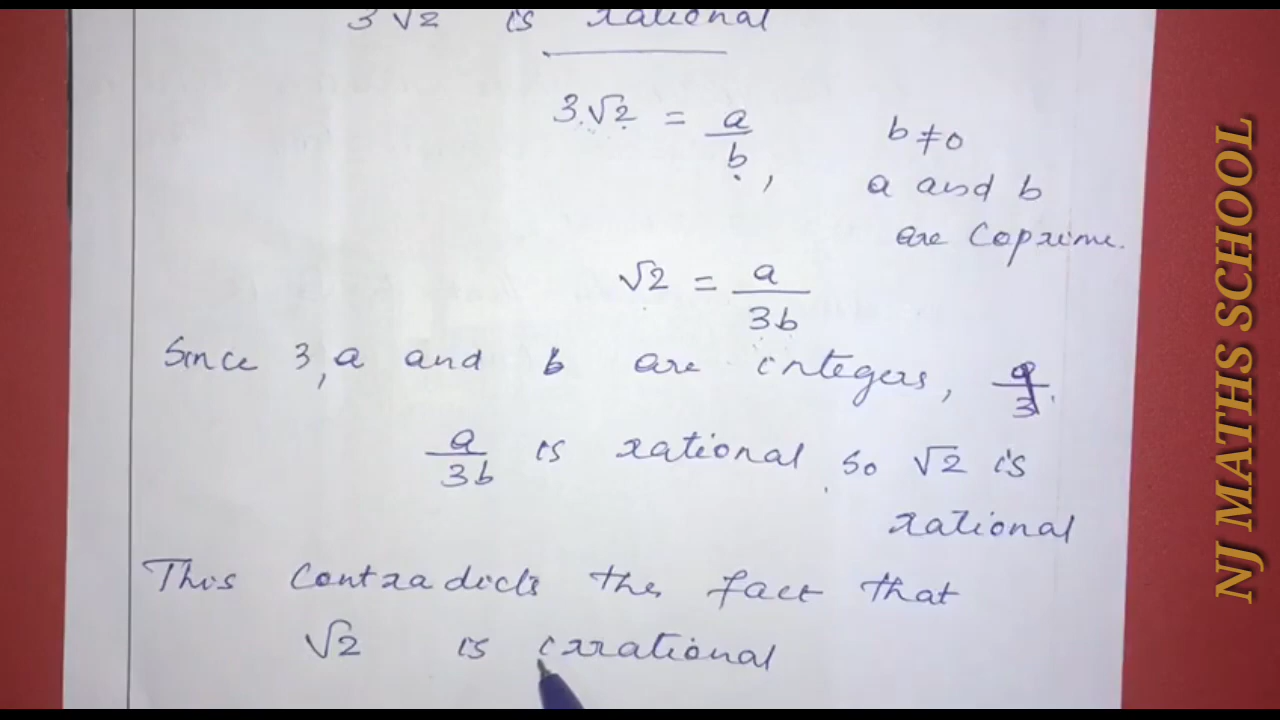 3√2 is rational
3√2 = a/b, b≠0
a and b
are Coprime.
√2 = a/3b
Since 3, a and b are integers,
a/3b is rational so √2 is
rational
This contradicts the fact that
√2 is irrational
NJ MATHS SCHOOL